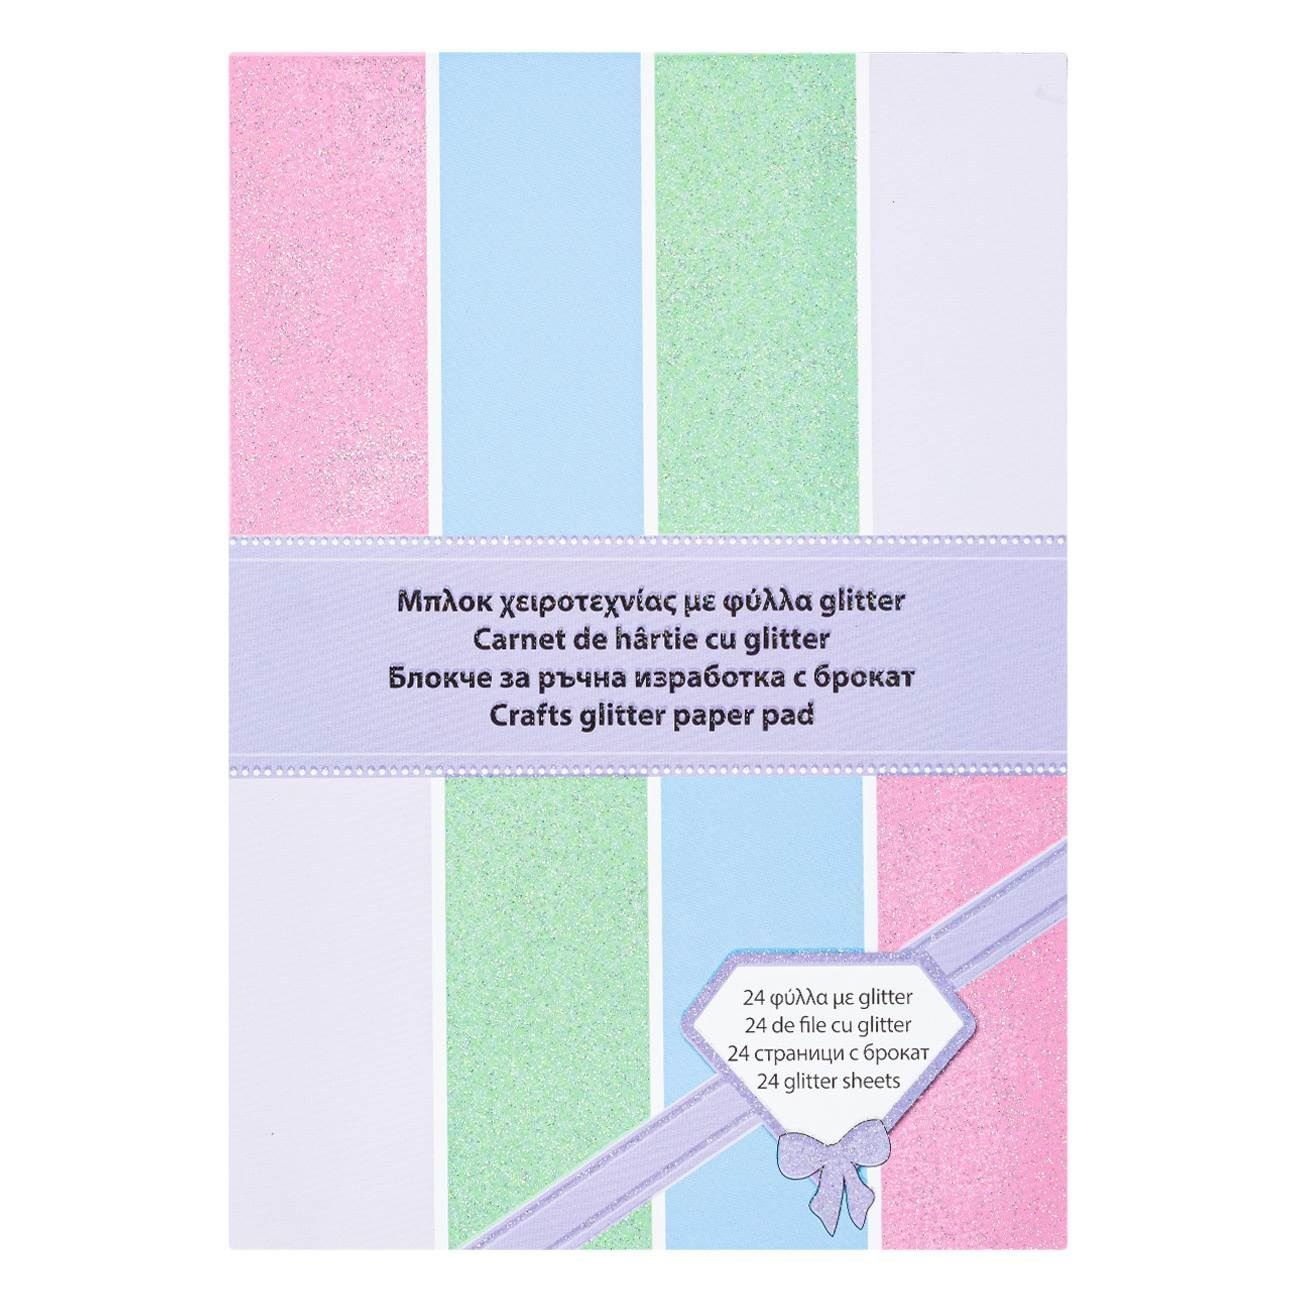 Μπλοκ χειροτεχνίας με φύλλα glitter
Carnet de hârtie cu glitter
Блокче за ръчна изработка с брокат
Crafts glitter paper pad
24 φύλλα με glitter
24 de file cu glitter
24 страници с брокат
24 glitter sheets